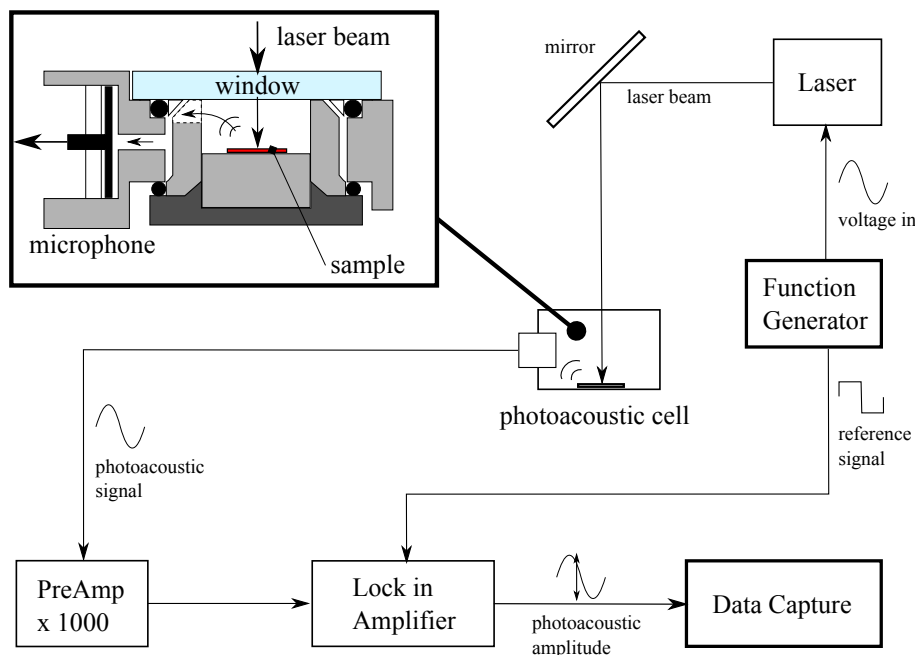 laser beam
window
microphone
sample
mirror
laser beam
Laser
voltage in
Function
Generator
photoacoustic cell
reference
signal
photoacoustic
signal
PreAmp
x 1000
Lock in
Amplifier
photoacoustic
amplitude
Data Capture